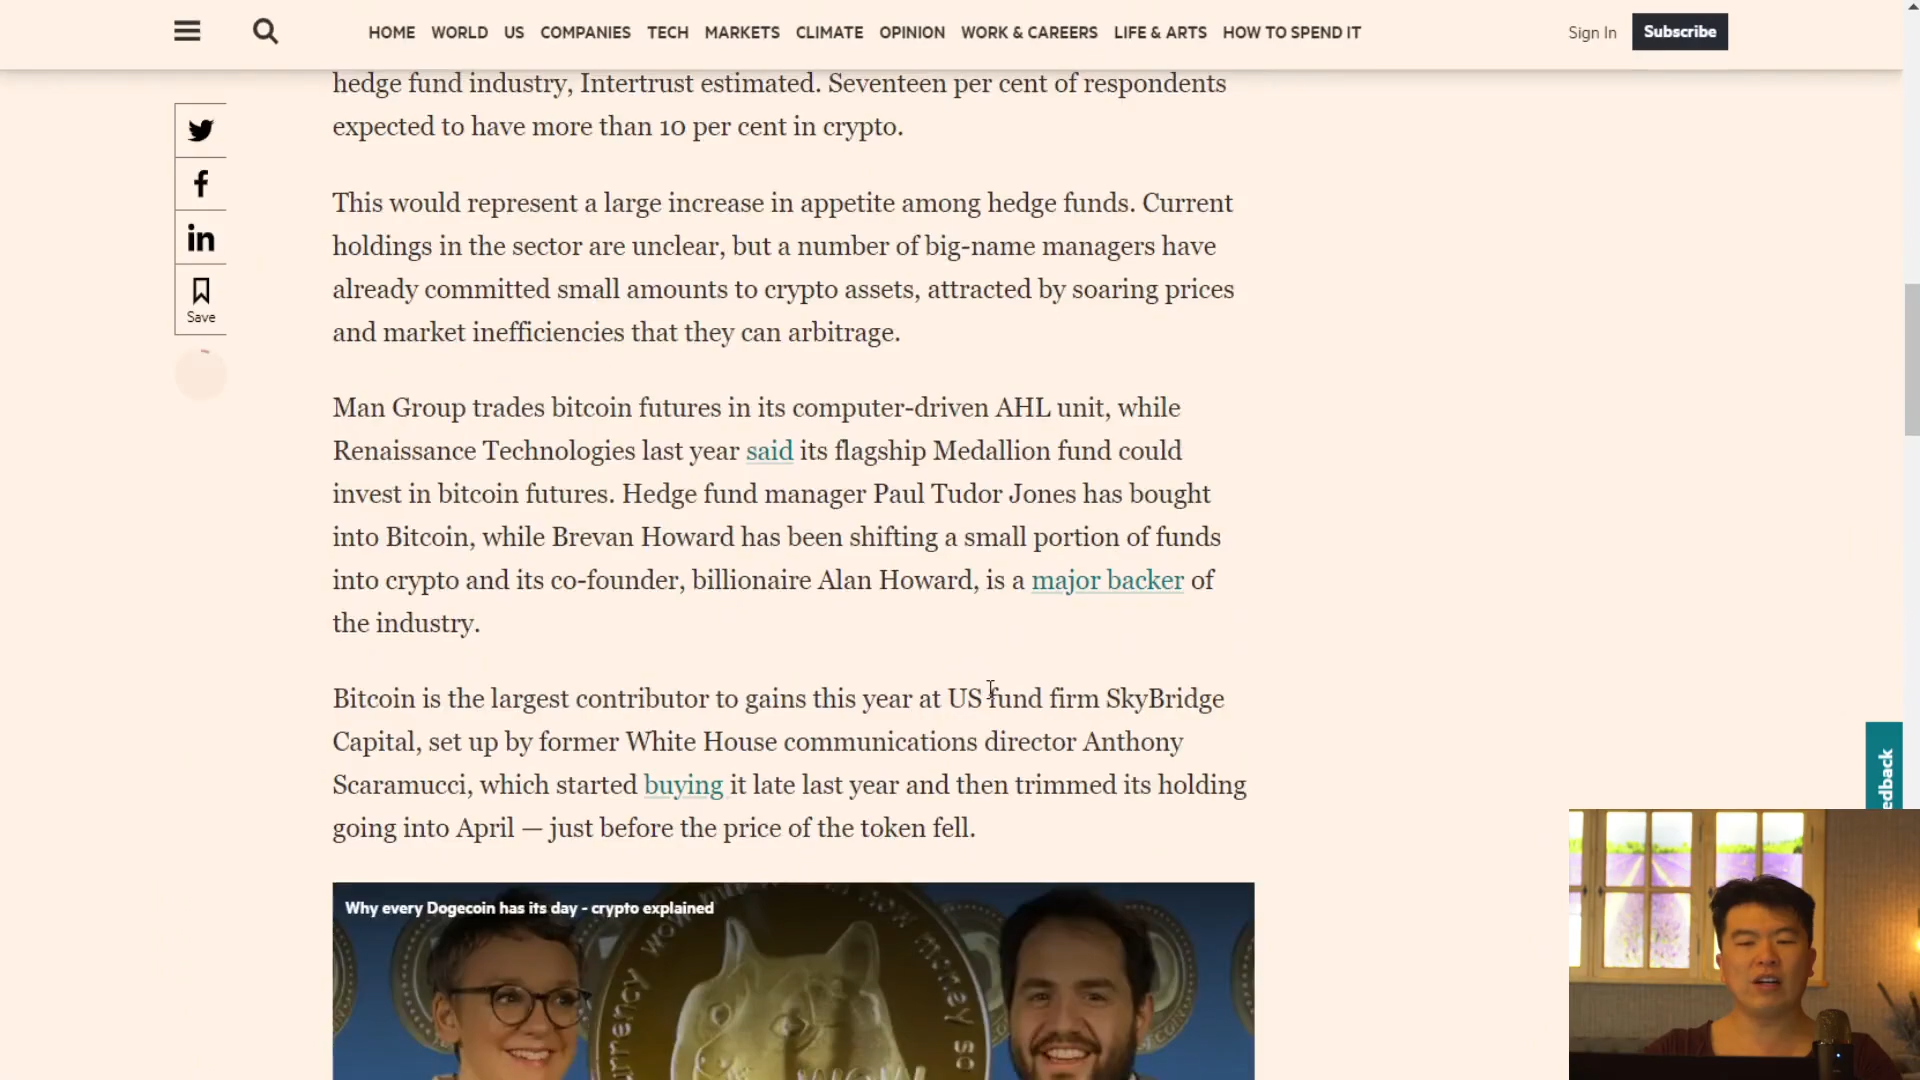 HOME WORLD US COMPANIES TECH MARKETS CLIMATE OPINION WORK & CAREERS LIFE & ARTS HOW TO SPEND IT Sign In Subscribe
hedge fund industry, Intertrust estimated. Seventeen per cent of respondents
expected to have more than 10 per cent in crypto.
This would represent a large increase in appetite among hedge funds. Current
holdings in the sector are unclear, but a number of big-name managers have
already committed small amounts to crypto assets, attracted by soaring prices
and market inefficiencies that they can arbitrage.
Save
Man Group trades bitcoin futures in its computer-driven AHL unit, while
Renaissance Technologies last year said its flagship Medallion fund could
invest in bitcoin futures. Hedge fund manager Paul Tudor Jones has bought
into Bitcoin, while Brevan Howard has been shifting a small portion of funds
into crypto and its co-founder, billionaire Alan Howard, is a major backer of
the industry.
Bitcoin is the largest contributor to gains this year at US fund firm SkyBridge
Capital, set up by former White House communications director Anthony
Scaramucci, which started buying it late last year and then trimmed its holding
going into April — just before the price of the token fell.
edback
Why every Dogecoin has its day - crypto explained